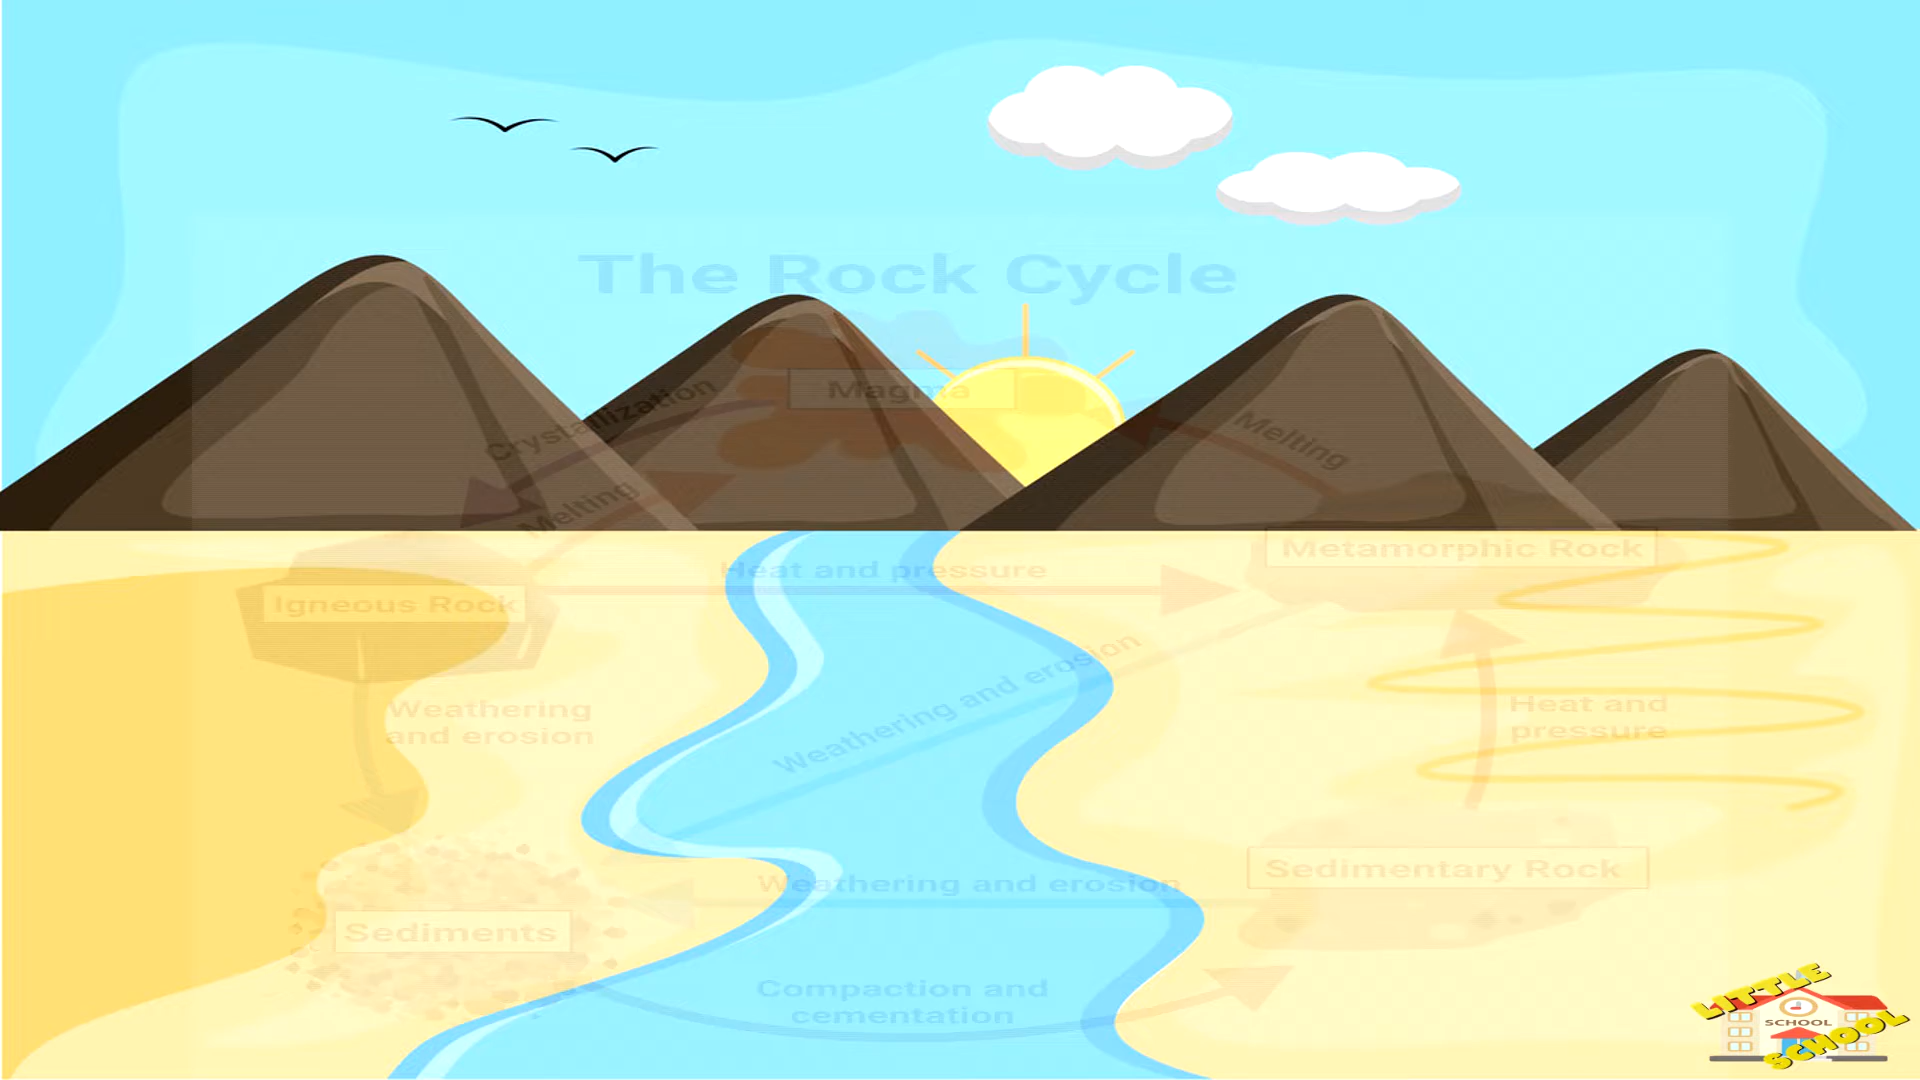 The Rock Cycle
Magma
Crystallization
Melting
Melting
Heat and pressure
Metamorphic Rock
Igneous Rock
Weathering and erosion
Weathering
and erosion
Heat and
pressure
Weathering and erosion
Sedimentary Rock
Sediments
Compaction and
cementation
LITTLE
SCHOOL
SCHOOL